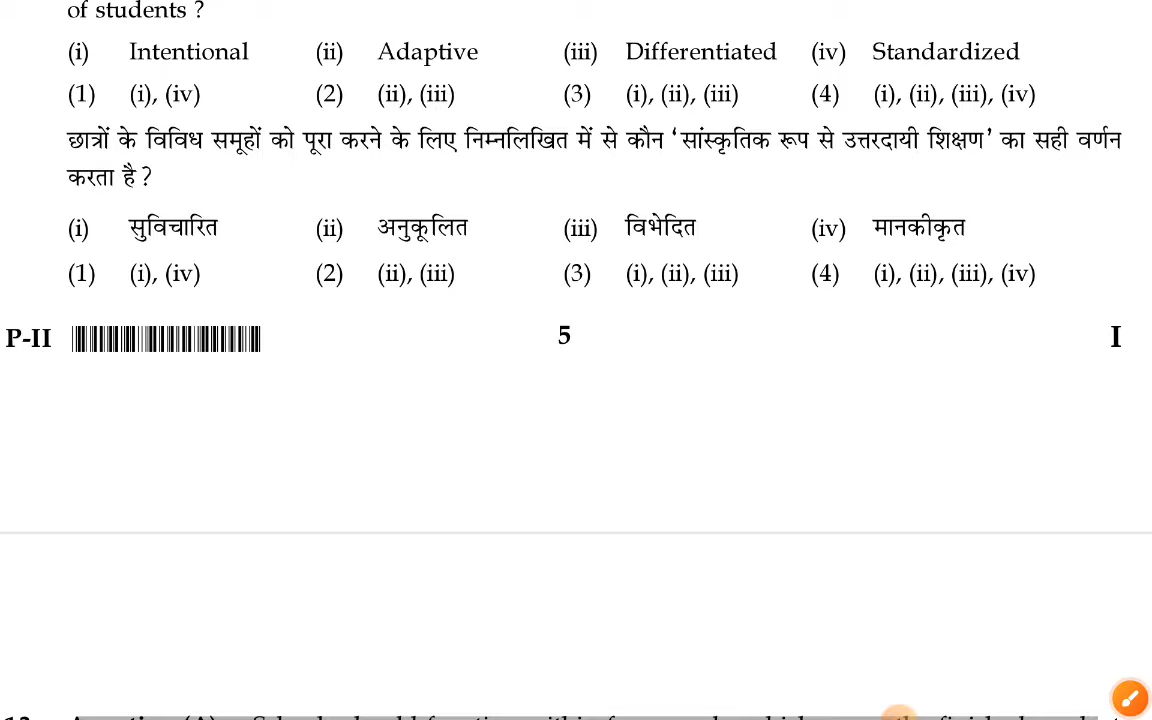 of students ?
(i) Intentional (ii) Adaptive (iii) Differentiated (iv) Standardized
(1) (i), (iv) (2) (ii), (iii) (3) (i), (ii), (iii) (4) (i), (ii), (iii), (iv)
छात्रों के विविध समूहों को पूरा करने के लिए निम्नलिखित में से कौन ‘सांस्कृतिक रूप से उत्तरदायी शिक्षण’ का सही वर्णन
करता है ?
(i) सुविचारित (ii) अनुकूलित (iii) विभेदित (iv) मानकीकृत
(1) (i), (iv) (2) (ii), (iii) (3) (i), (ii), (iii) (4) (i), (ii), (iii), (iv)
P-II 5 I